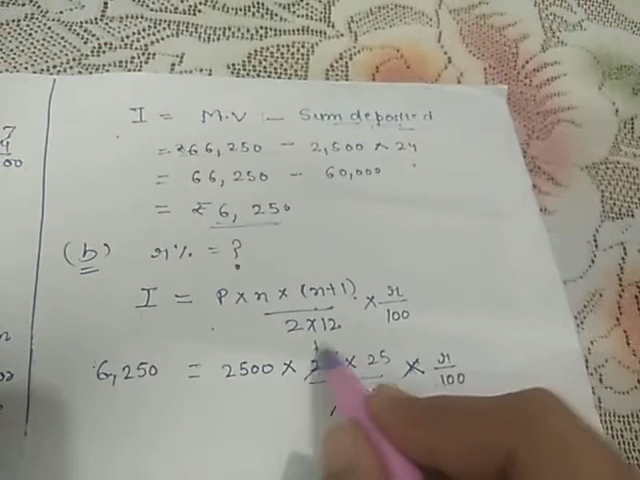 I = M.V - Sum deposited
= ₹66,250 - 2,500 × 24
= 66,250 - 60,000
= ₹ 6, 250
(b) r% = ?
I = P × n × (n+1) / 2 × 12 × r/100
6,250 = 2500 × × 25 × r/100